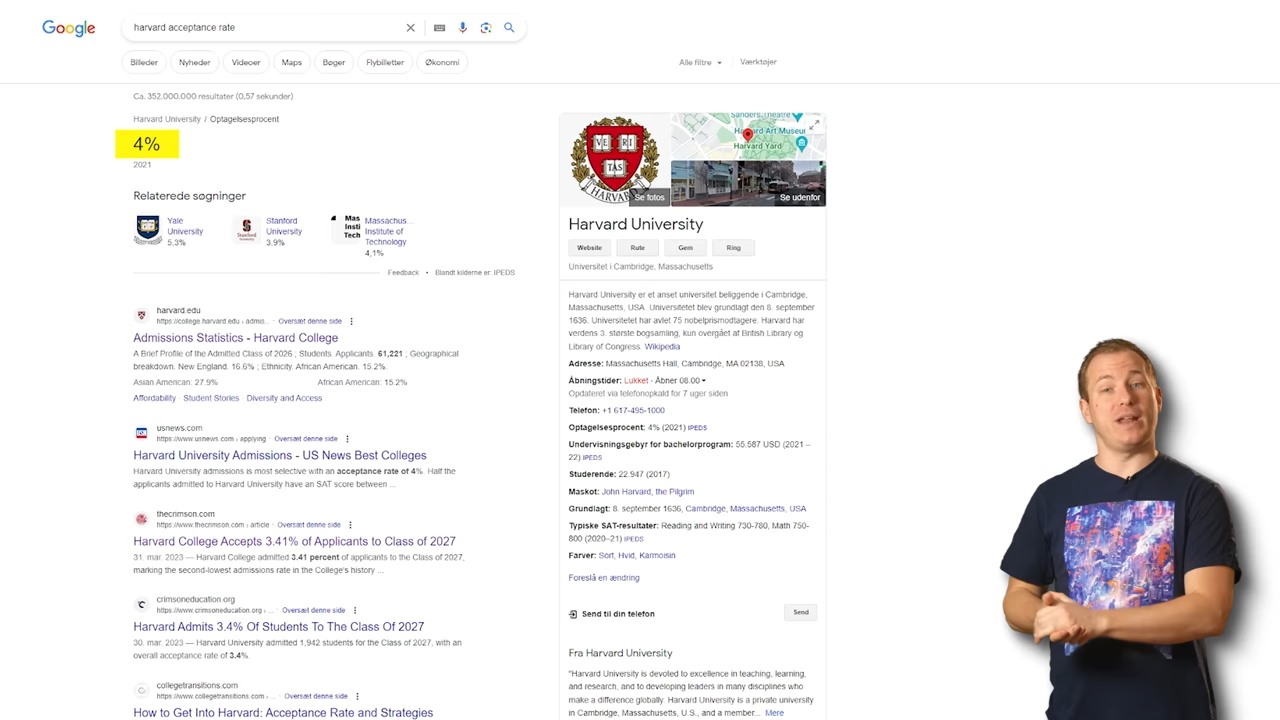 Google
harvard acceptance rate
Billeder
Nyheder
Videoer
Maps
Bøger
Flybilletter
Økonomi
Alle filtre
Værktøjer
Ca. 352.000.000 resultater (0,57 sekunder)
Harvard University / Optagelsesprocent
4%
2021
Relaterede søgninger
Yale
University
5,3%
Stanford
University
3,9%
Mas
Insti
Tech
Massachus...
Institute of
Technology
4,1%
Feedback • Blandt kilderne er: IPEDS
harvard.edu
https://college.harvard.edu › admis... · Oversæt denne side
Admissions Statistics - Harvard College
A Brief Profile of the Admitted Class of 2026 ; Students. Applicants. 61,221 ; Geographical
breakdown. New England. 16.6% ; Ethnicity. African American. 15.2%.
Asian American: 27.9%
African American: 15.2%
Affordability · Student Stories · Diversity and Access
usnews.com
https://www.usnews.com › applying · Oversæt denne side
Harvard University Admissions - US News Best Colleges
Harvard University admissions is most selective with an acceptance rate of 4%. Half the
applicants admitted to Harvard University have an SAT score between ...
thecrimson.com
https://www.thecrimson.com › article · Oversæt denne side
Harvard College Accepts 3.41% of Applicants to Class of 2027
31. mar. 2023 — Harvard College admitted 3.41 percent of applicants to the Class of 2027,
marking the second-lowest admissions rate in the College's history ...
crimsoneducation.org
https://www.crimsoneducation.org › ... · Oversæt denne side
Harvard Admits 3.4% Of Students To The Class Of 2027
30. mar. 2023 — Harvard University admitted 1,942 students for the Class of 2027, with an
overall acceptance rate of 3.4%.
collegetransitions.com
https://www.collegetransitions.com › ... · Oversæt denne side
How to Get Into Harvard: Acceptance Rate and Strategies
VE RI
TAS
HARVARD
Se fotos
Sanders Theatre
Harvard Art Museu
Harvard Yard
Se udenfor
Harvard University
Website
Rute
Gem
Ring
Universitet i Cambridge, Massachusetts
Harvard University er et anset universitet beliggende i Cambridge,
Massachusetts, USA. Universitetet blev grundlagt den 8. september
1636. Universitetet har avlet 75 nobelprismodtagere. Harvard har
verdens 3. største bogsamling, kun overgået af British Library og
Library of Congress. Wikipedia
Adresse: Massachusetts Hall, Cambridge, MA 02138, USA
Åbningstider: Lukket · Åbner 08.00
Opdateret via telefonopkald for 7 uger siden
Telefon: +1 617-495-1000
Optagelsesprocent: 4% (2021) IPEDS
Undervisningsgebyr for bachelorprogram: 55.587 USD (2021 –
22) IPEDS
Studerende: 22.947 (2017)
Maskot: John Harvard, the Pilgrim
Grundlagt: 8. september 1636, Cambridge, Massachusetts, USA
Typiske SAT-resultater: Reading and Writing 730-780, Math 750-
800 (2020–21) IPEDS
Farver: Sort, Hvid, Karmoisin
Foreslå en ændring
Send til din telefon
Send
Fra Harvard University
"Harvard University is devoted to excellence in teaching, learning,
and research, and to developing leaders in many disciplines who
make a difference globally. Harvard University is a private university
in Cambridge, Massachusetts, U.S., and a member... Mere